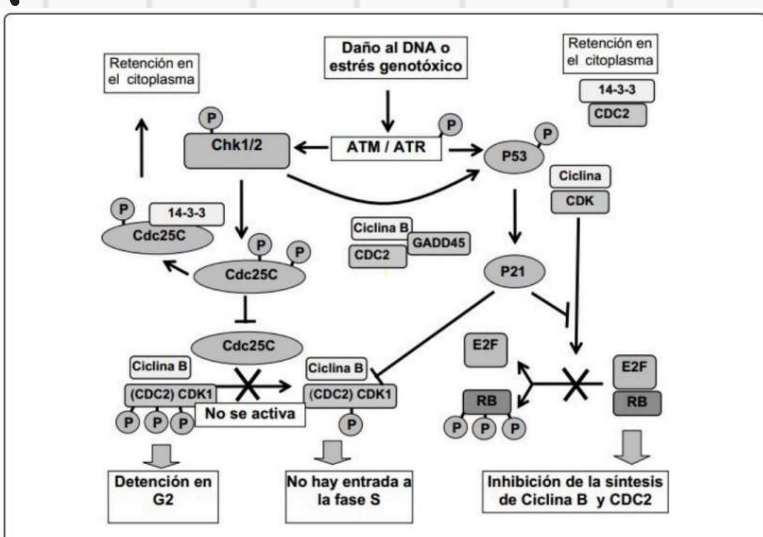 Daño al DNA o
estrés genotóxico
Retención en
el citoplasma
Retención en
el citoplasma
14-3-3
CDC2
P
Chk1/2
ATM / ATR
P
P53
P
Ciclina
CDK
P
14-3-3
Cdc25C
P
P
Cdc25C
Ciclina B
GADD45
CDC2
P21
Cdc25C
E2F
Ciclina B
(CDC2) CDK1
P
P
P
No se activa
Ciclina B
(CDC2) CDK1
P
RB
P
P
P
E2F
RB
Detención en
G2
No hay entrada a
la fase S
Inhibición de la síntesis
de Ciclina B y CDC2